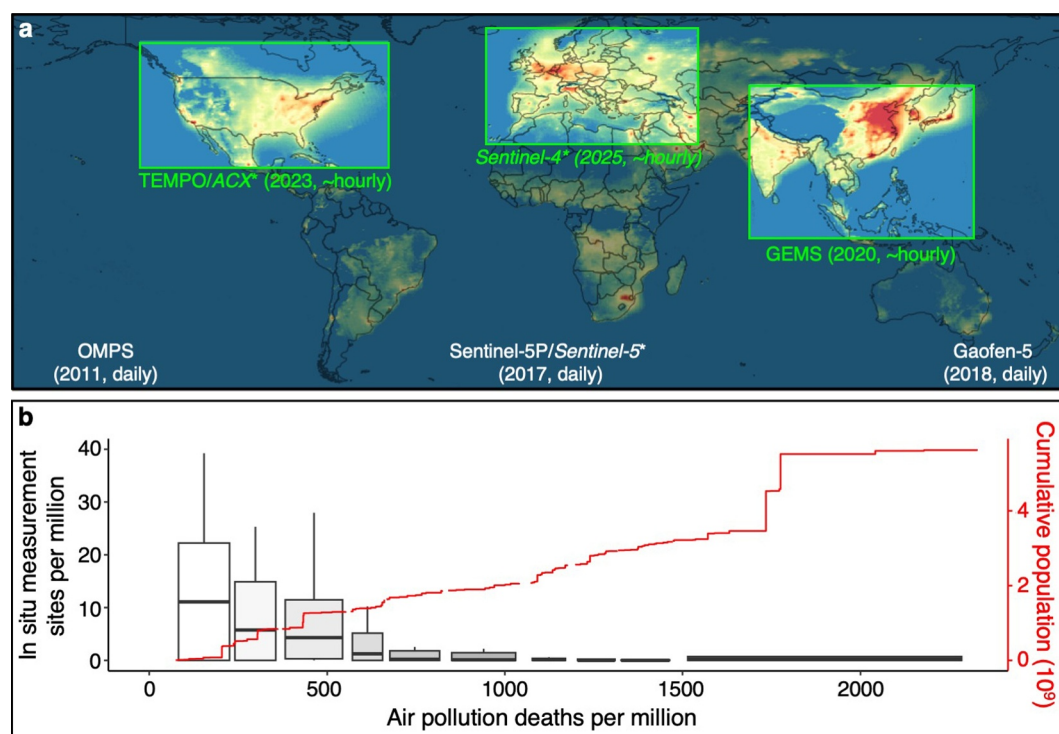 a
TEMPO/ACX* (2023, ~hourly)
Sentinel-4* (2025, ~hourly)
GEMS (2020, ~hourly)
OMPS
(2011, daily)
Sentinel-5P/Sentinel-5*
(2017, daily)
Gaofen-5
(2018, daily)
b
In situ measurement
sites per million
40
30
20
10
0
0
500
1000
1500
2000
Air pollution deaths per million
4
2
0
Cumulative population (10⁹)